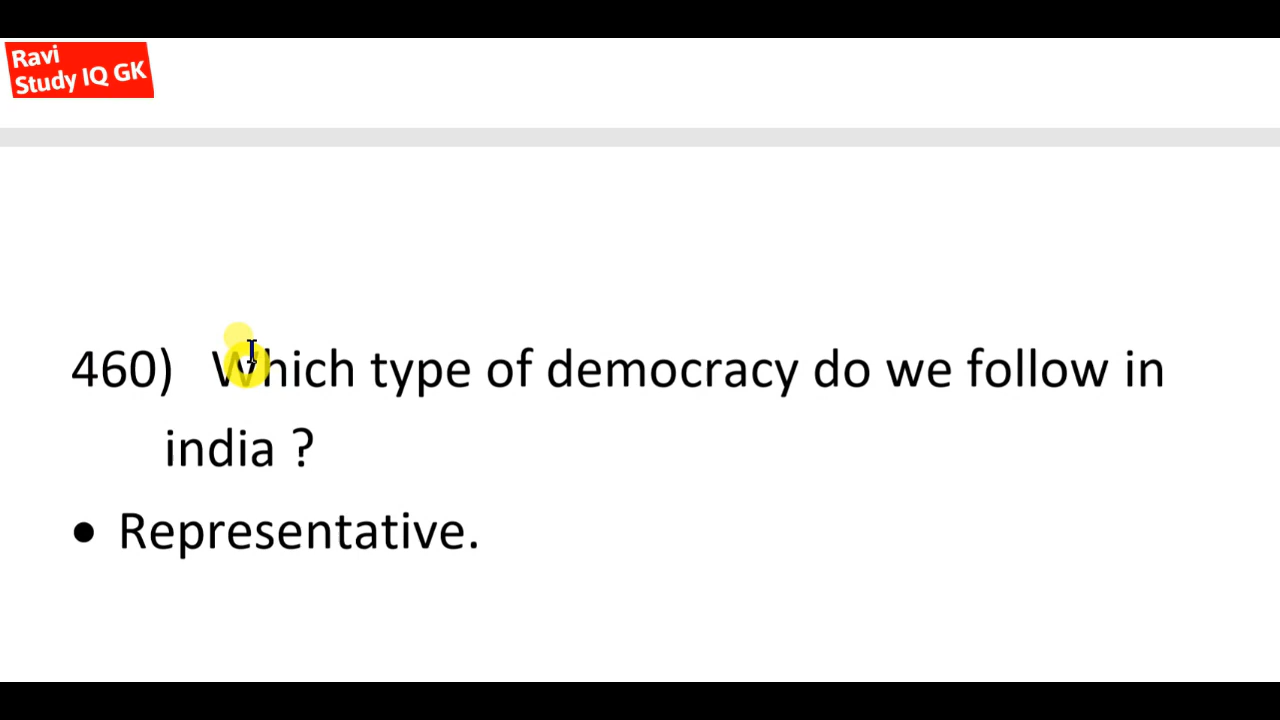 Ravi
Study IQ GK
460) Which type of democracy do we follow in
india ?
• Representative.